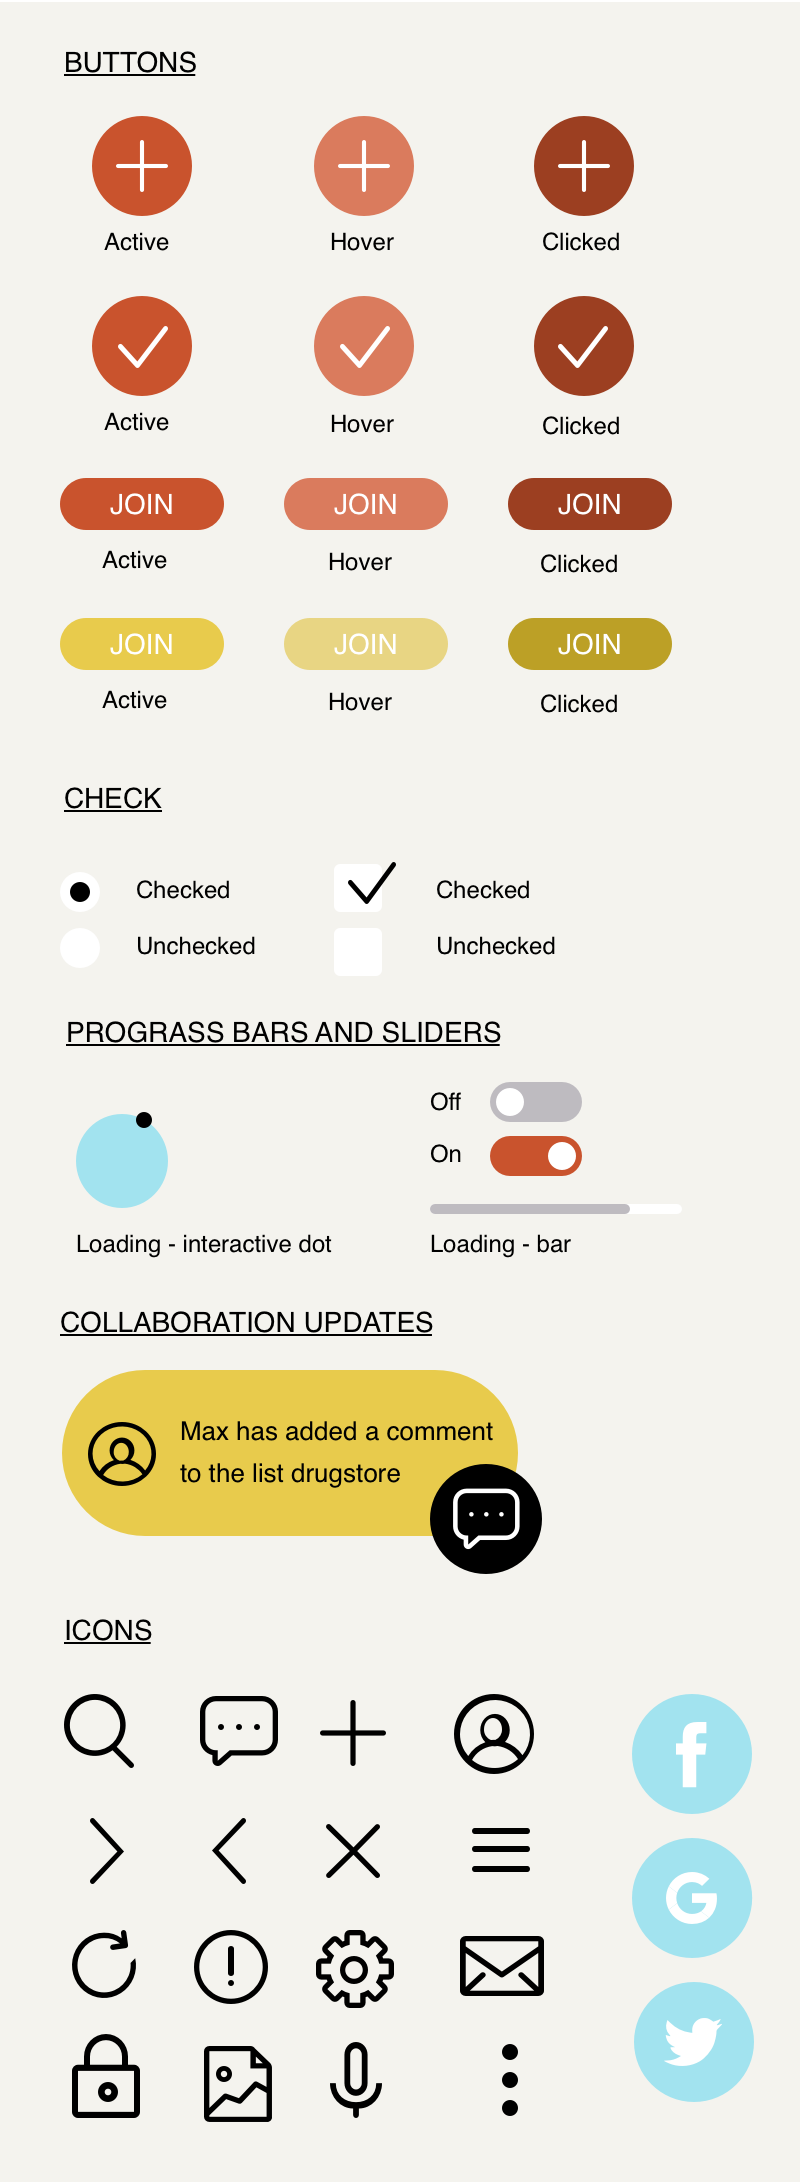 BUTTONS
Active Hover Clicked
Active Hover Clicked
JOIN JOIN JOIN
Active Hover Clicked
JOIN JOIN JOIN
Active Hover Clicked
CHECK
Checked Checked
Unchecked Unchecked
PROGRASS BARS AND SLIDERS
Off
On
Loading - interactive dot Loading - bar
COLLABORATION UPDATES
Max has added a comment
to the list drugstore
ICONS